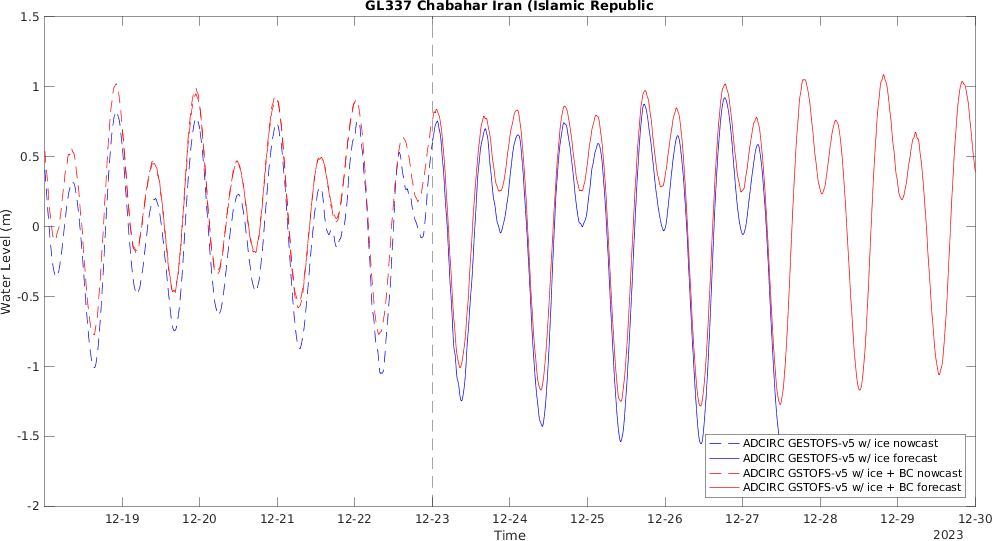 GL337 Chabahar Iran (Islamic Republic
1.5
1
0.5
0
-0.5
-1
-1.5
-2
Water Level (m)
ADCIRC GESTOFS-v5 w/ ice nowcast
ADCIRC GESTOFS-v5 w/ ice forecast
ADCIRC GSTOFS-v5 w/ ice + BC nowcast
ADCIRC GSTOFS-v5 w/ ice + BC forecast
12-19 12-20 12-21 12-22 12-23 12-24 12-25 12-26 12-27 12-28 12-29 12-30
Time
2023